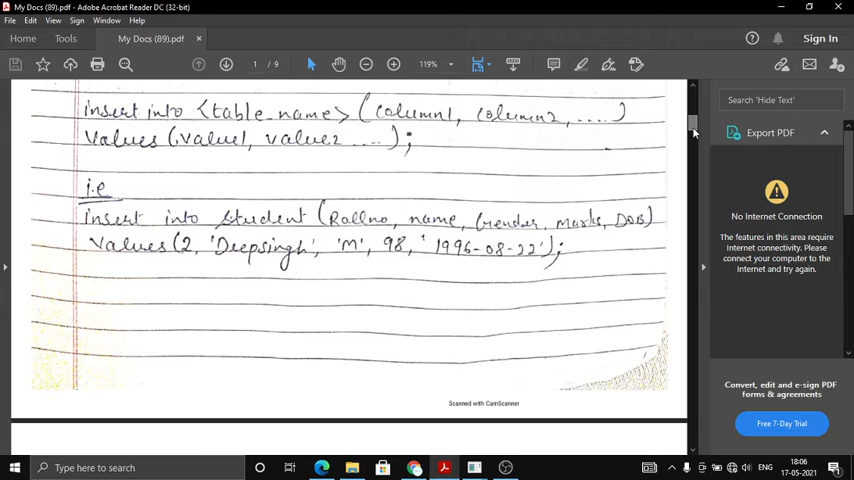 My Docs (89).pdf - Adobe Acrobat Reader DC (32-bit)
File Edit View Sign Window Help
Home Tools My Docs (89).pdf Sign In
1 / 9 119%
insert into <table_name> (column1, column2, .....)
Values (value1, value2 .....);
i.e
insert into student (Rollno, name, Gender, Marks, DOB)
Values(2, 'Deepsingh', 'M', 98, '1996-08-22');
Scanned with CamScanner
Search 'Hide Text'
Export PDF
No Internet Connection
The features in this area require
Internet connectivity. Please
connect your computer to the
Internet and try again.
Convert, edit and e-sign PDF
forms & agreements
Free 7-Day Trial
Type here to search
ENG
18:06
17-05-2021